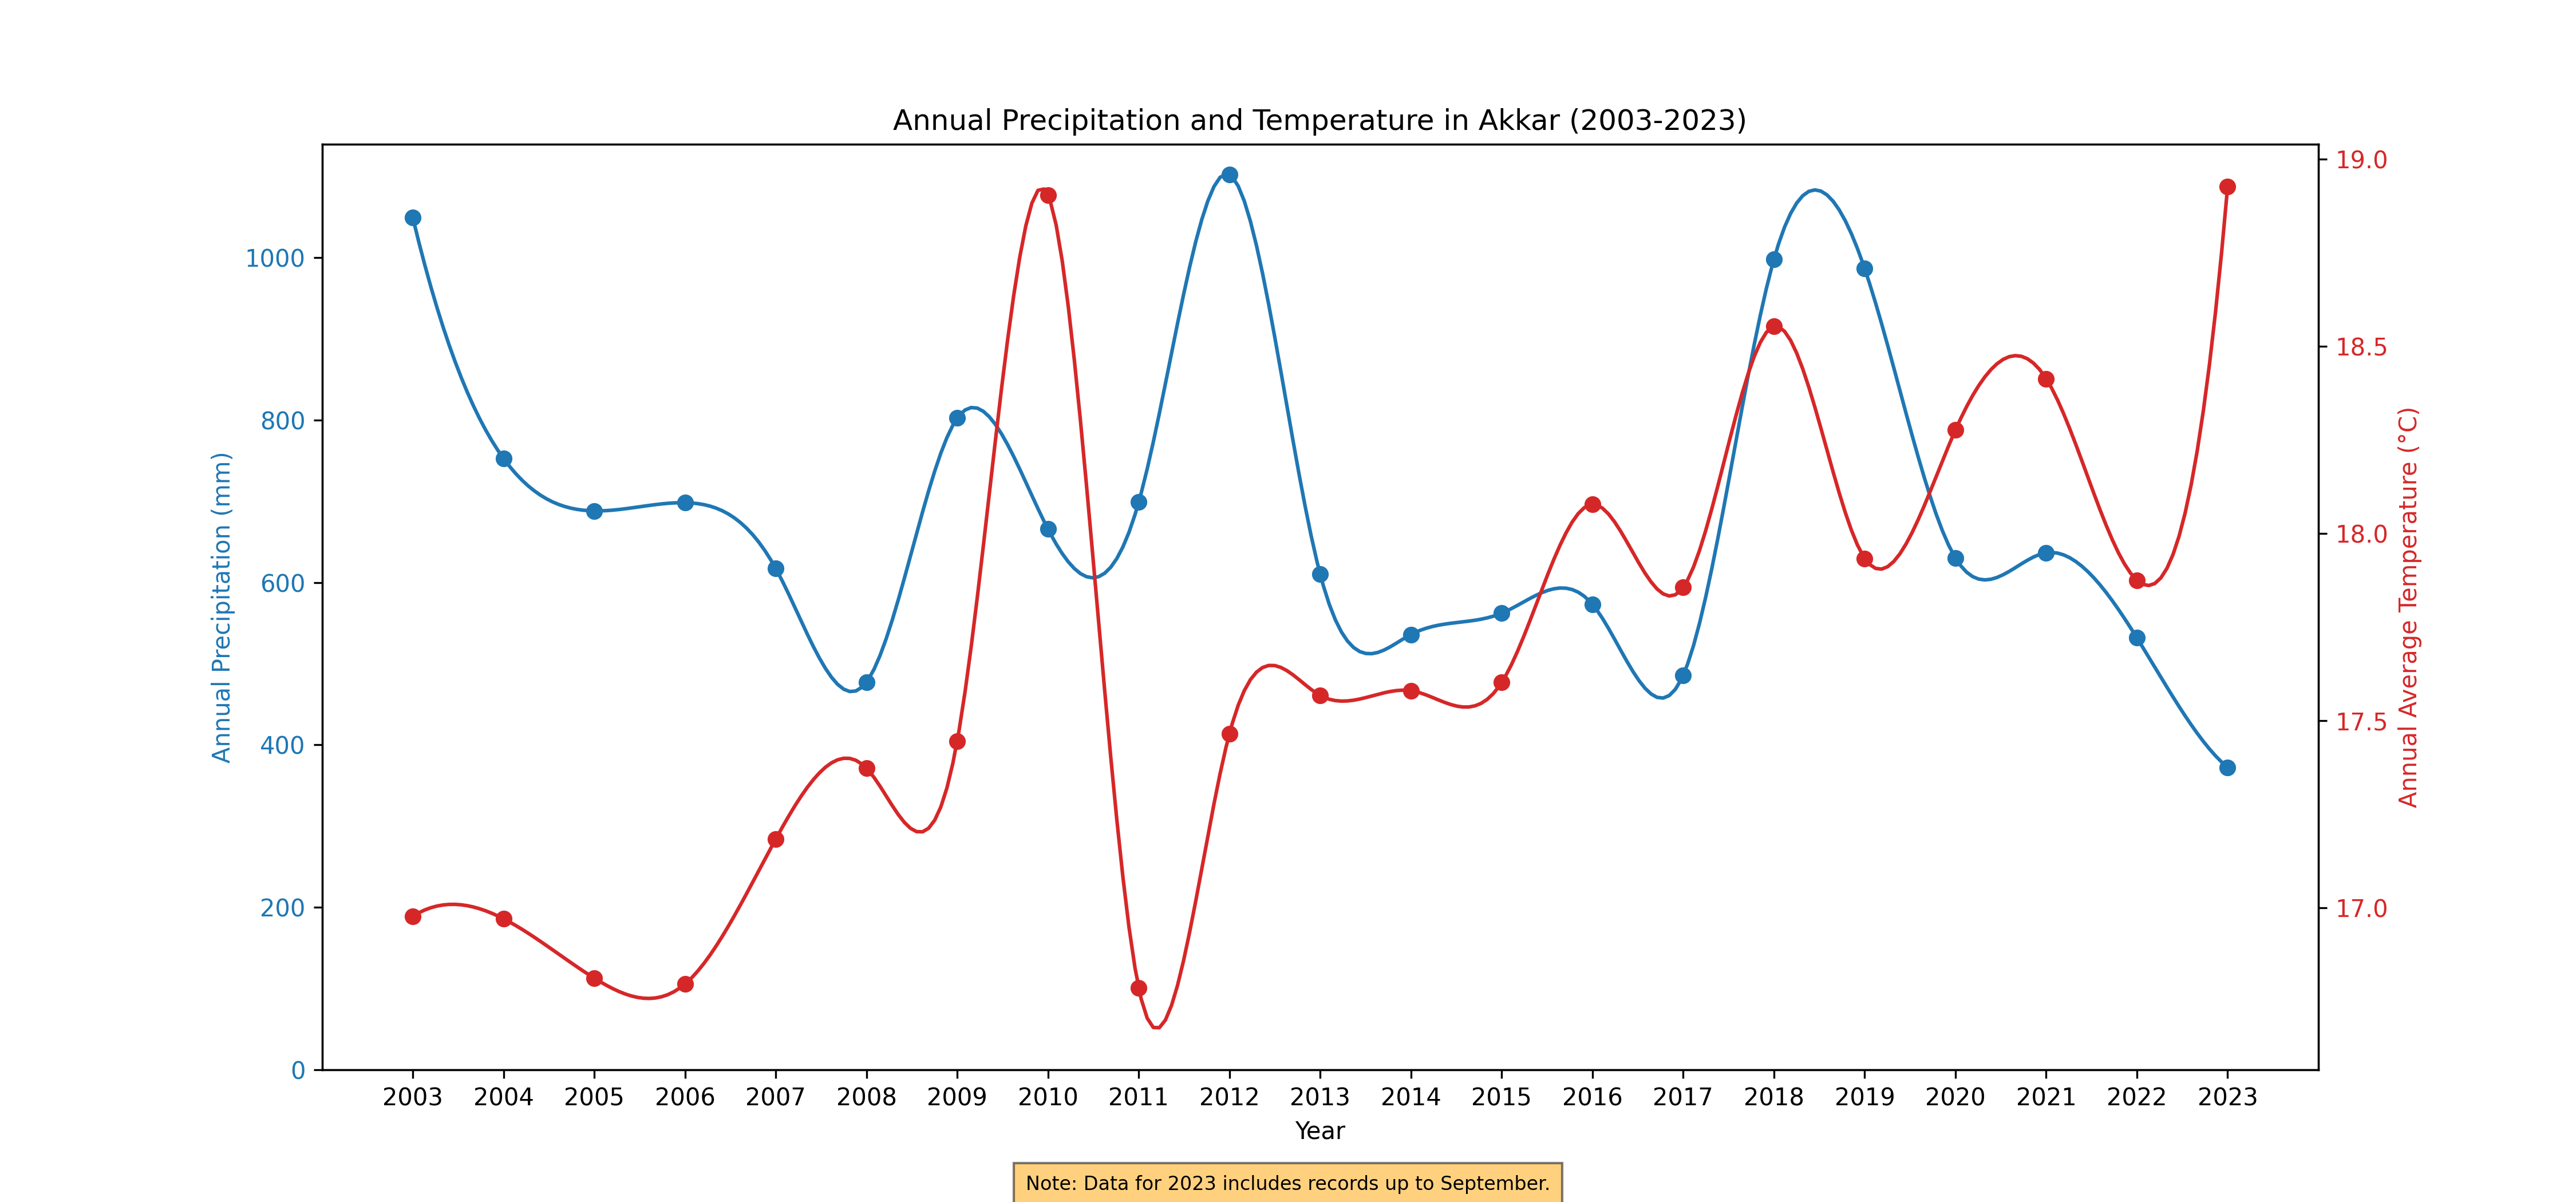 Annual Precipitation and Temperature in Akkar (2003-2023)
Annual Precipitation (mm)
1000
800
600
400
200
0
19.0
18.5
18.0
17.5
17.0
Annual Average Temperature (°C)
2003 2004 2005 2006 2007 2008 2009 2010 2011 2012 2013 2014 2015 2016 2017 2018 2019 2020 2021 2022 2023
Year
Note: Data for 2023 includes records up to September.